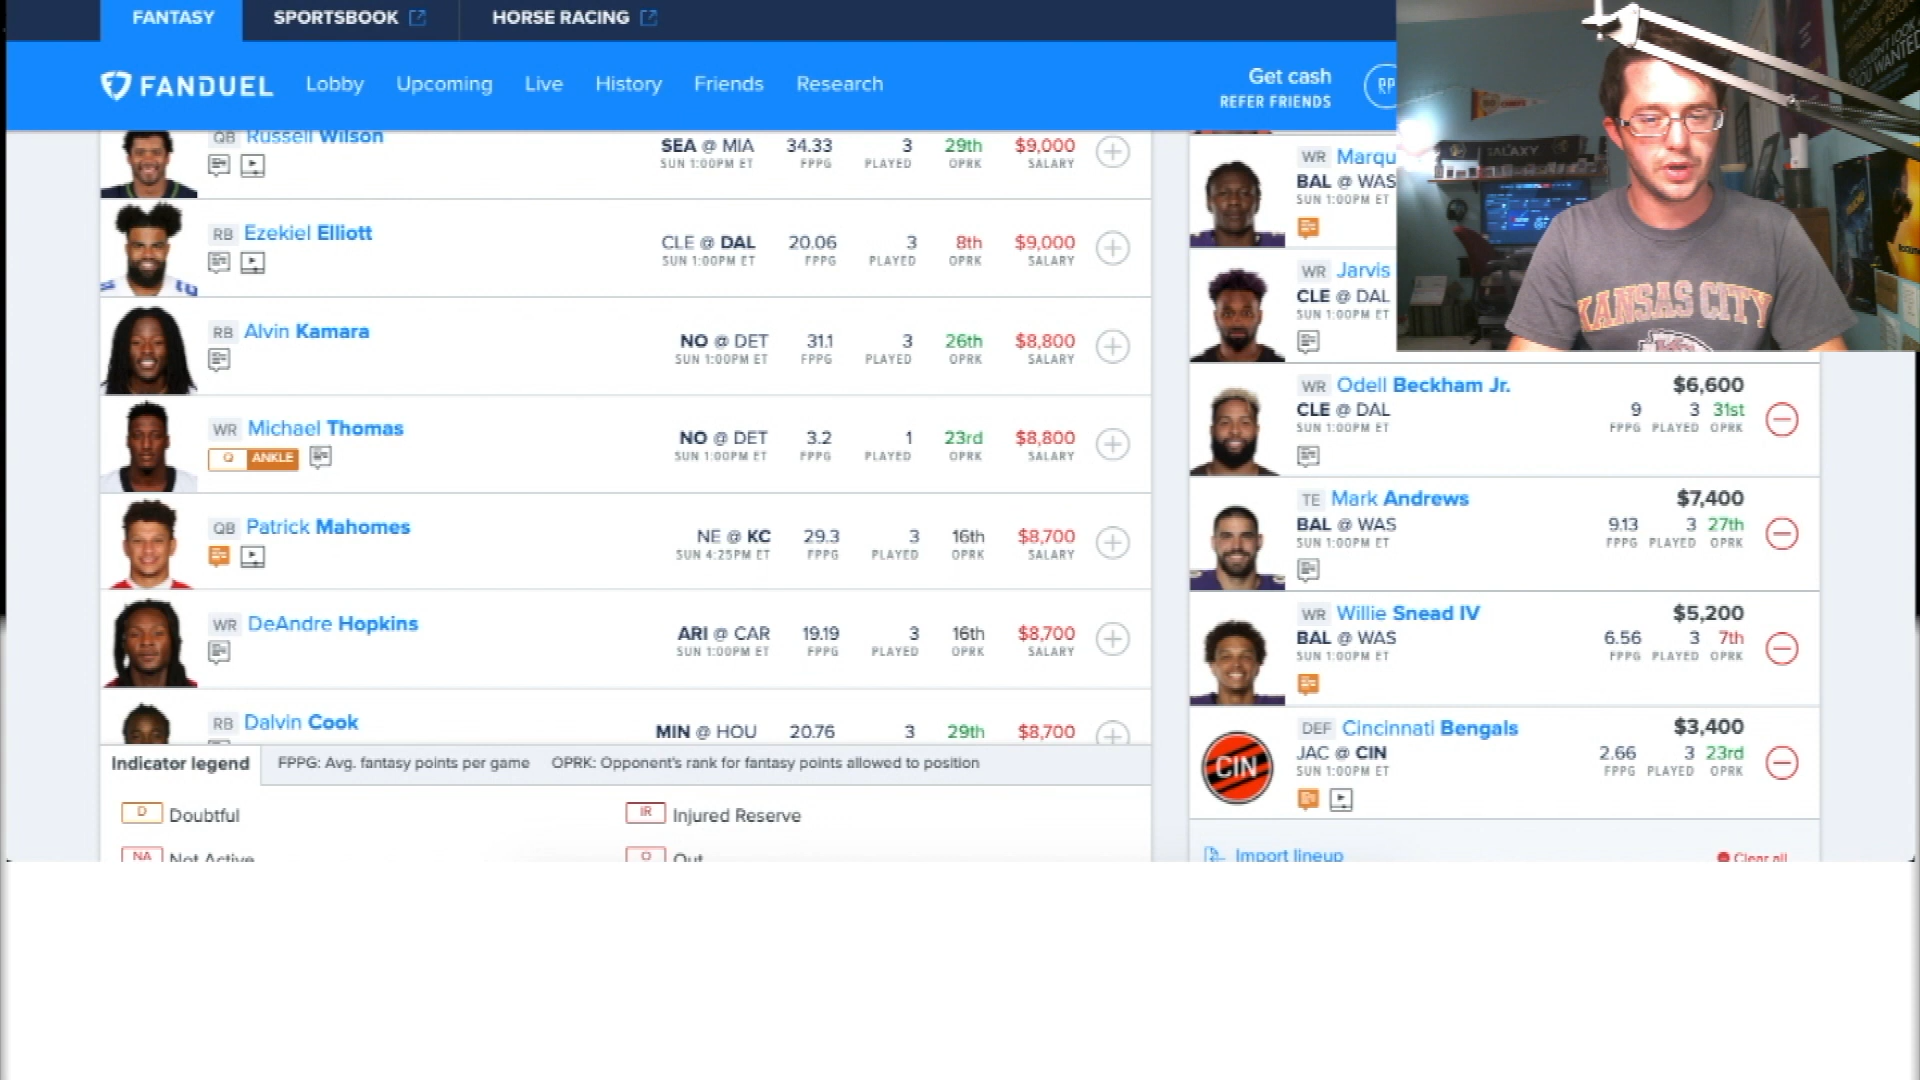 FANTASY SPORTSBOOK HORSE RACING
FANDUEL Lobby Upcoming Live History Friends Research Get cash
REFER FRIENDS RP
QB Russell Wilson SEA @ MIA 34.33 3 29th $9,000
SUN 1:00PM ET FPPG PLAYED OPRK SALARY
RB Ezekiel Elliott CLE @ DAL 20.06 3 8th $9,000
SUN 1:00PM ET FPPG PLAYED OPRK SALARY
RB Alvin Kamara NO @ DET 31.1 3 26th $8,800
SUN 1:00PM ET FPPG PLAYED OPRK SALARY
WR Michael Thomas NO @ DET 3.2 1 23rd $8,800
Q ANKLE SUN 1:00PM ET FPPG PLAYED OPRK SALARY
QB Patrick Mahomes NE @ KC 29.3 3 16th $8,700
SUN 4:25PM ET FPPG PLAYED OPRK SALARY
WR DeAndre Hopkins ARI @ CAR 19.19 3 16th $8,700
SUN 1:00PM ET FPPG PLAYED OPRK SALARY
RB Dalvin Cook MIN @ HOU 20.76 3 29th $8,700
Indicator legend FPPG: Avg. fantasy points per game OPRK: Opponent's rank for fantasy points allowed to position
D Doubtful IR Injured Reserve
NA Not Active O Out
WR Marqu
BAL @ WAS
SUN 1:00PM ET
WR Jarvis
CLE @ DAL
SUN 1:00PM ET
WR Odell Beckham Jr. $6,600
CLE @ DAL 9 3 31st
SUN 1:00PM ET FPPG PLAYED OPRK
TE Mark Andrews $7,400
BAL @ WAS 9.13 3 27th
SUN 1:00PM ET FPPG PLAYED OPRK
WR Willie Snead IV $5,200
BAL @ WAS 6.56 3 7th
SUN 1:00PM ET FPPG PLAYED OPRK
CIN DEF Cincinnati Bengals $3,400
JAC @ CIN 2.66 3 23rd
SUN 1:00PM ET FPPG PLAYED OPRK
Import lineup Clear all
GALAXY
KANSAS CITY
YOU WANTED